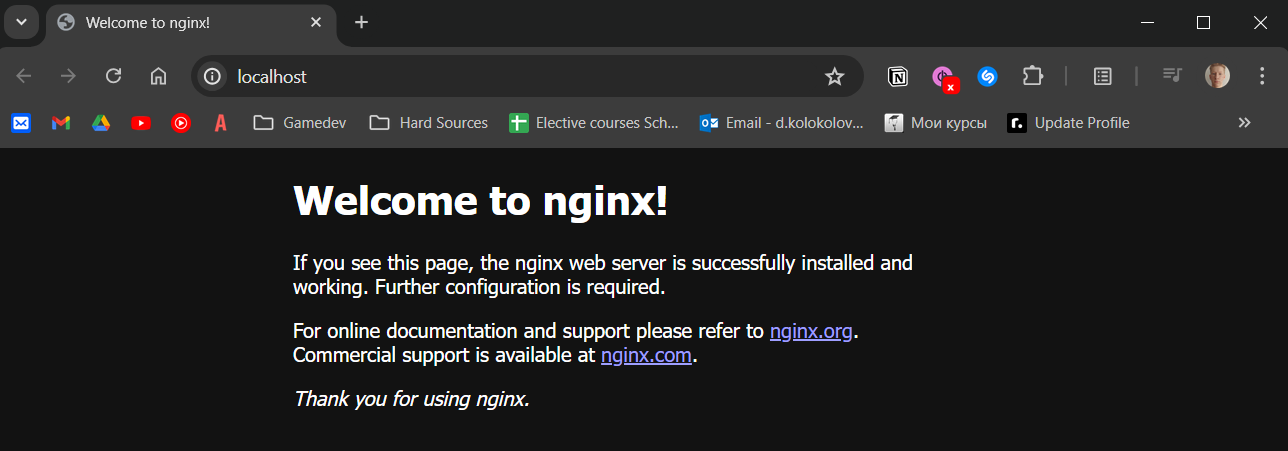 Welcome to nginx!
localhost
Gamedev
Hard Sources
Elective courses Sch...
Email - d.kolokolov...
Мои курсы
Update Profile
Welcome to nginx!
If you see this page, the nginx web server is successfully installed and
working. Further configuration is required.
For online documentation and support please refer to nginx.org.
Commercial support is available at nginx.com.
Thank you for using nginx.